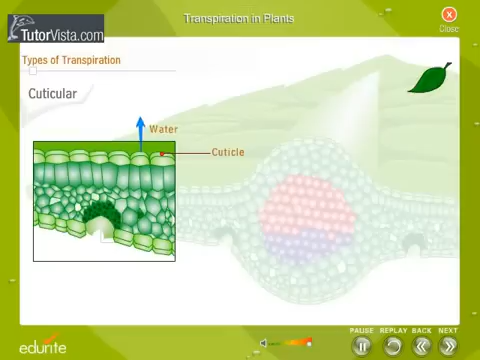 Transpiration in Plants
Close
TutorVista.com
Types of Transpiration
Cuticular
Water
Cuticle
PAUSE REPLAY BACK NEXT
edurite